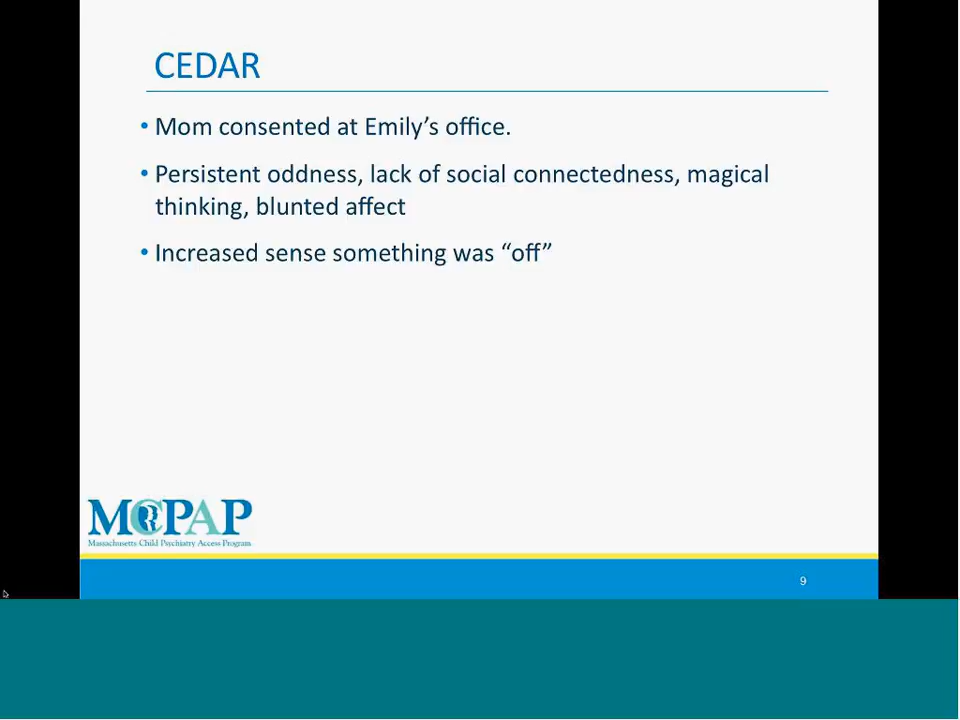 CEDAR
• Mom consented at Emily’s office.
• Persistent oddness, lack of social connectedness, magical
thinking, blunted affect
• Increased sense something was “off”
MCPAP
Massachusetts Child Psychiatry Access Program
9